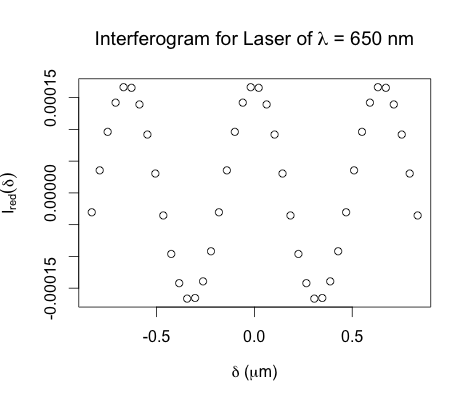 Interferogram for Laser of λ = 650 nm
I_red(δ)
0.00015
0.00000
-0.00015
-0.5 0.0 0.5
δ (μm)